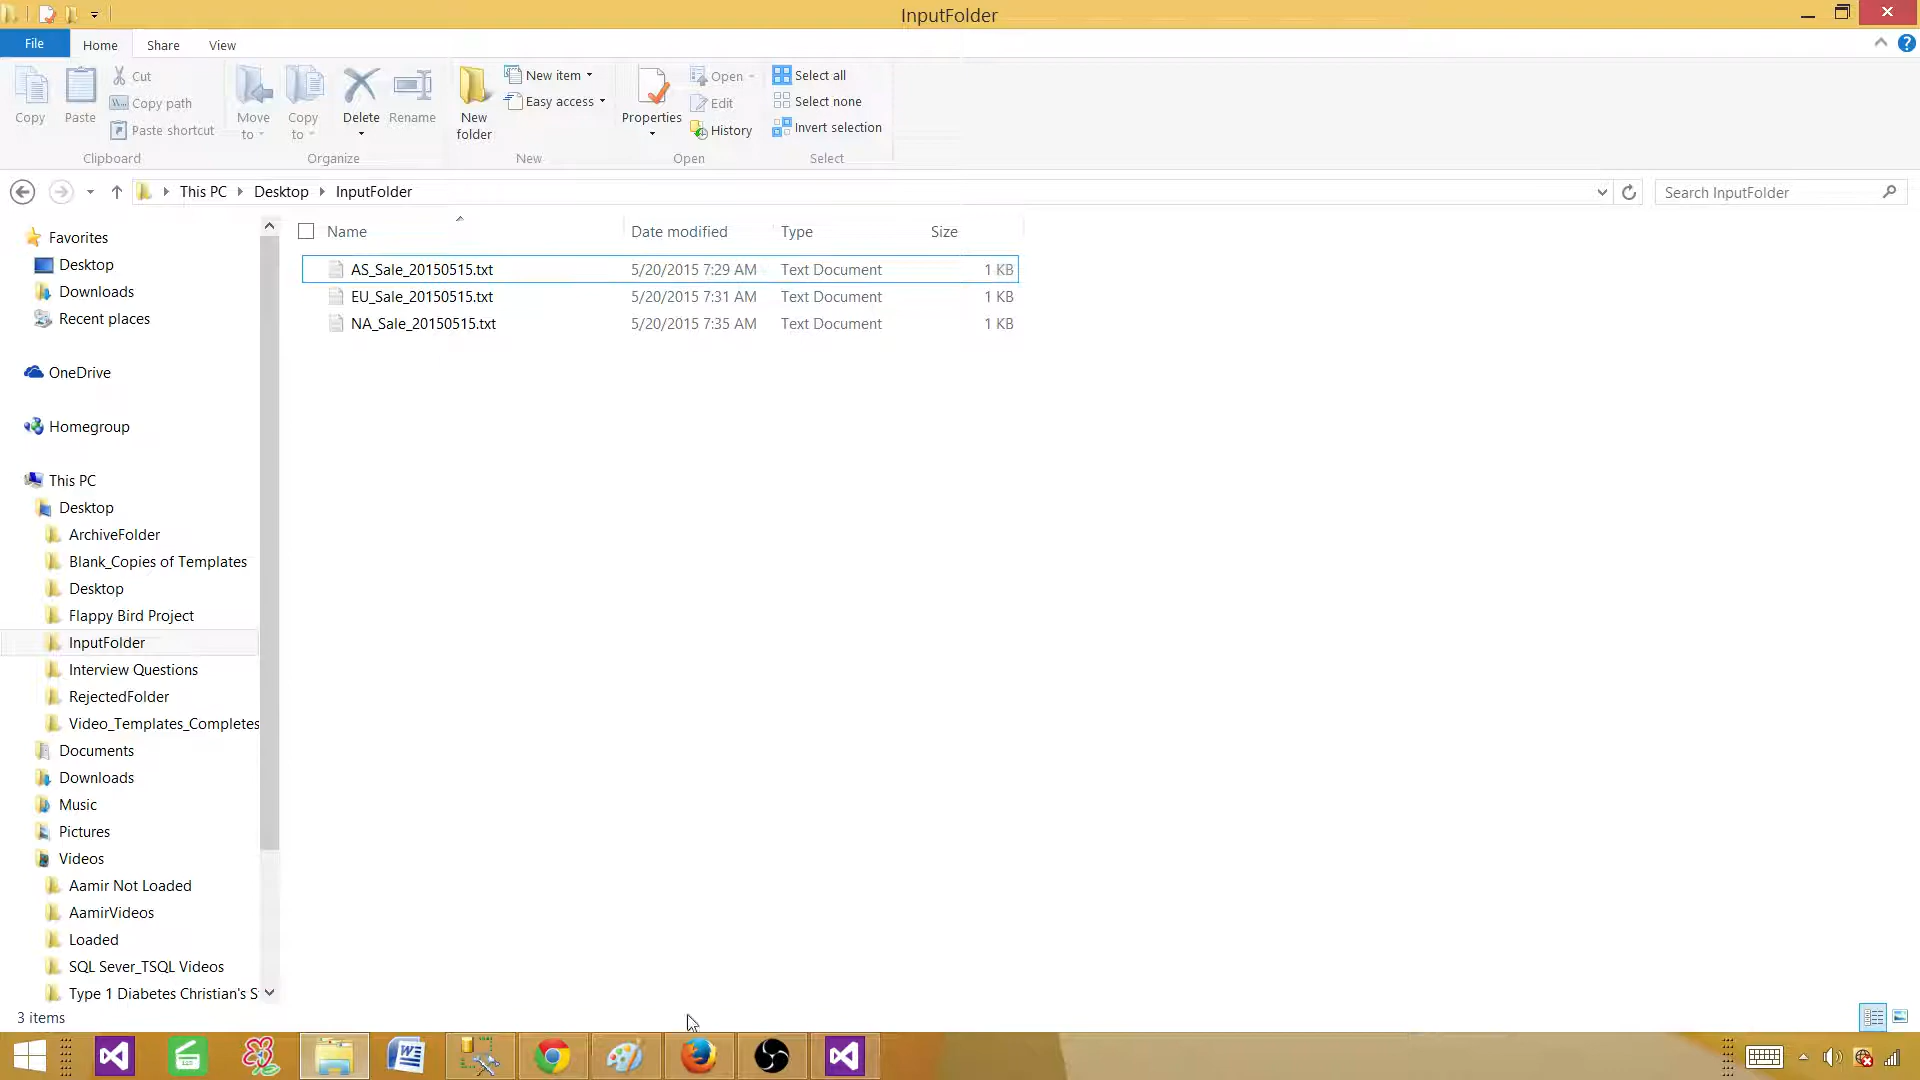 InputFolder
File Home Share View
Copy Paste Cut Copy path Paste shortcut Clipboard
Move to Copy to Delete Rename Organize
New folder New item Easy access New
Properties Open Edit History Open
Select all Select none Invert selection Select
This PC Desktop InputFolder Search InputFolder
Name Date modified Type Size
AS_Sale_20150515.txt 5/20/2015 7:29 AM Text Document 1 KB
EU_Sale_20150515.txt 5/20/2015 7:31 AM Text Document 1 KB
NA_Sale_20150515.txt 5/20/2015 7:35 AM Text Document 1 KB
Favorites
Desktop
Downloads
Recent places
OneDrive
Homegroup
This PC
Desktop
ArchiveFolder
Blank_Copies of Templates
Desktop
Flappy Bird Project
InputFolder
Interview Questions
RejectedFolder
Video_Templates_Completes
Documents
Downloads
Music
Pictures
Videos
Aamir Not Loaded
AamirVideos
Loaded
SQL Sever_TSQL Videos
Type 1 Diabetes Christian's S
3 items